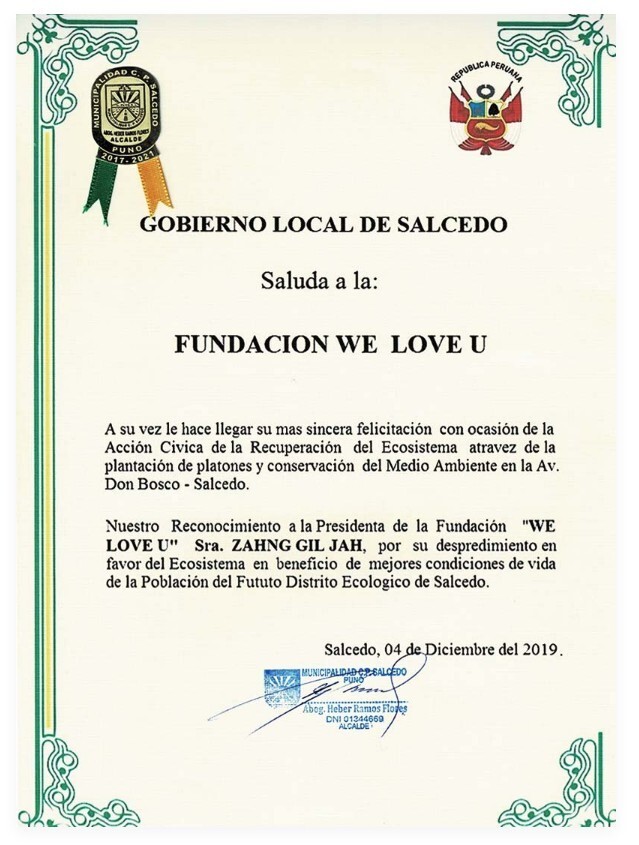 MUNICIPALIDAD C. P. SALCEDO
ABOG. HEBER RAMOS FLORES
ALCALDE
PUNO
2017 - 2021
REPUBLICA PERUANA
GOBIERNO LOCAL DE SALCEDO
Saluda a la:
FUNDACION WE LOVE U
A su vez le hace llegar su mas sincera felicitación con ocasión de la
Acción Civica de la Recuperación del Ecosistema atravez de la
plantación de platones y conservación del Medio Ambiente en la Av.
Don Bosco - Salcedo.
Nuestro Reconocimiento a la Presidenta de la Fundación "WE
LOVE U" Sra. ZAHNG GIL JAH, por su despredimiento en
favor del Ecosistema en beneficio de mejores condiciones de vida
de la Población del Fututo Distrito Ecologico de Salcedo.
Salcedo, 04 de Diciembre del 2019.
MUNICIPALIDAD C.P. SALCEDO
PUNO
Abog. Heber Ramos Flores
DNI 01344669
ALCALDE